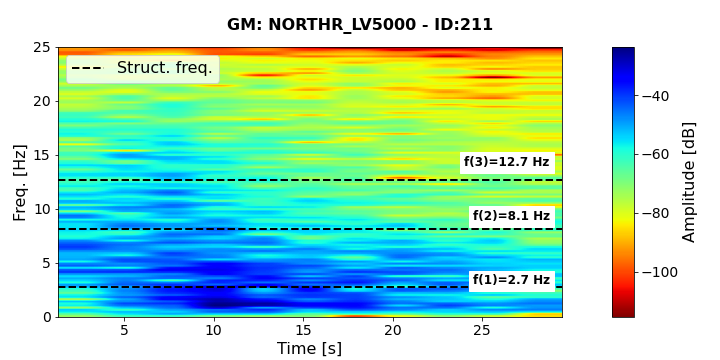 GM: NORTHR_LV5000 - ID:211
25
20
15
10
5
0
Freq. [Hz]
Struct. freq.
f(3)=12.7 Hz
f(2)=8.1 Hz
f(1)=2.7 Hz
5
10
15
20
25
Time [s]
−40
−60
−80
−100
Amplitude [dB]